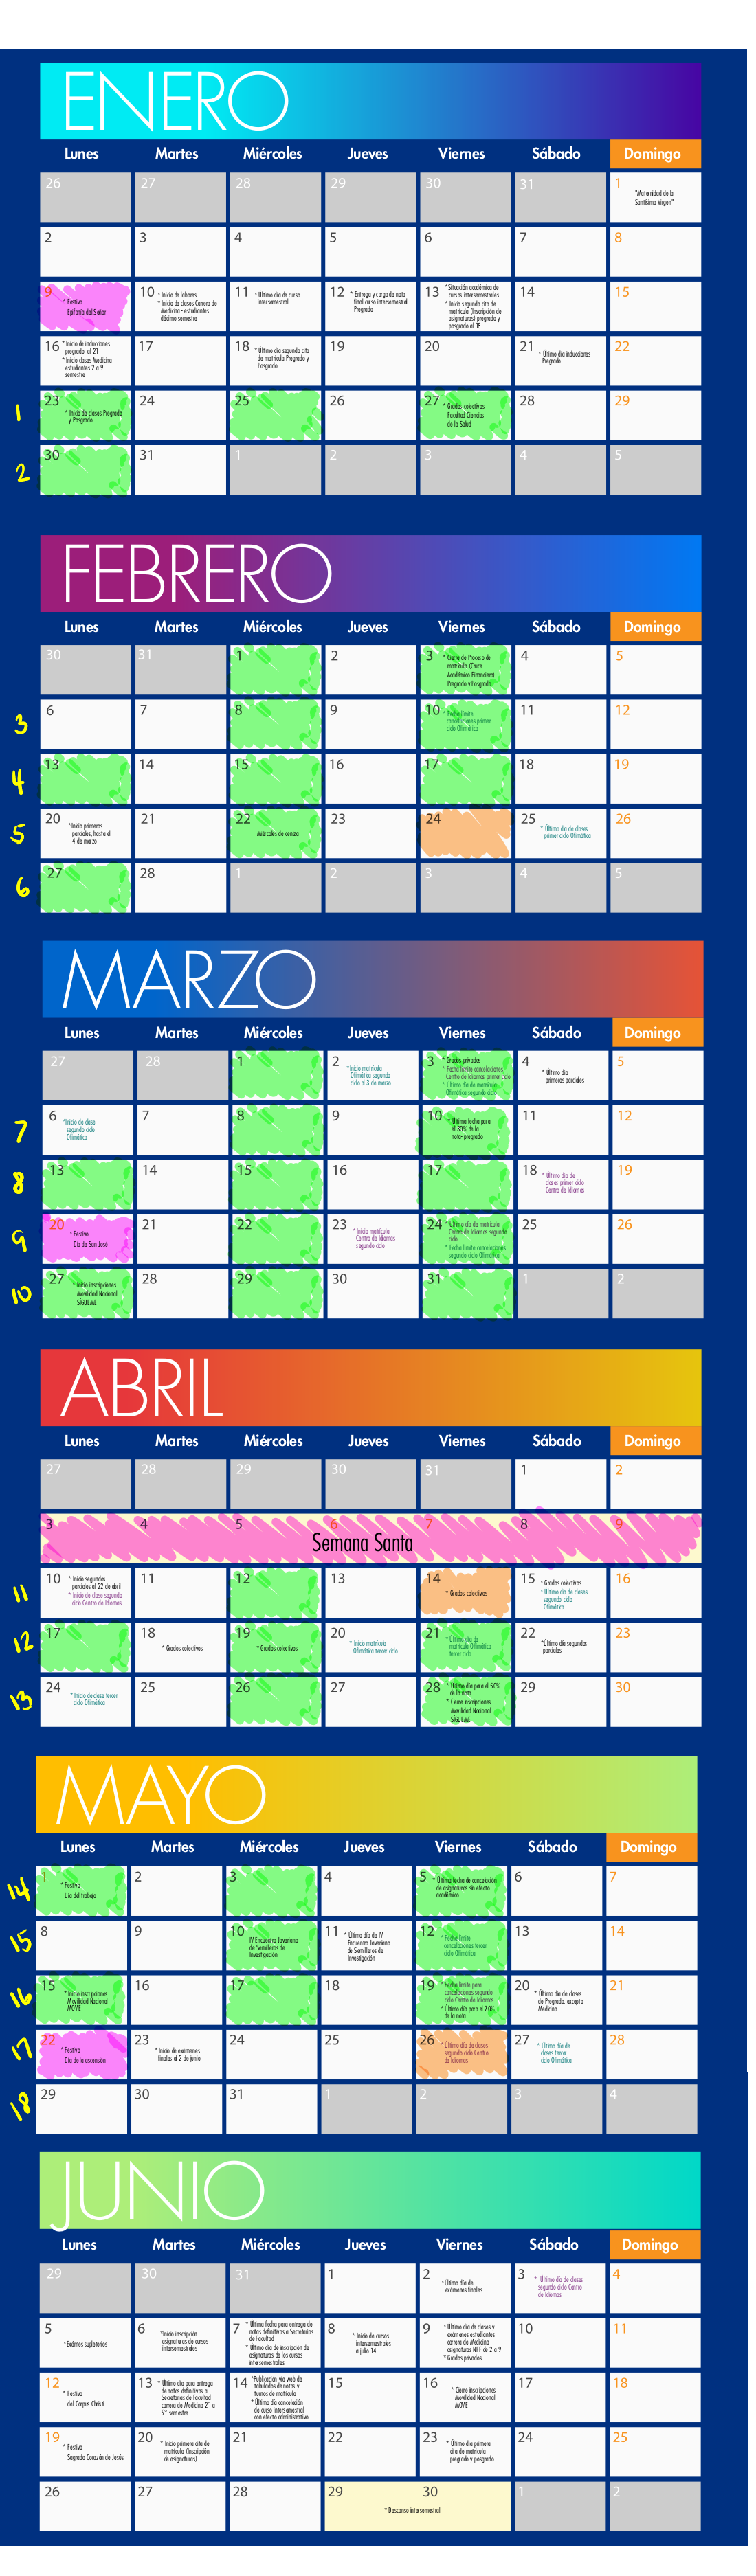 ENERO
Lunes Martes Miércoles Jueves Viernes Sábado Domingo
26 27 28 29 30 31 1
"Maternidad de la
Santísima Virgen"
2 3 4 5 6 7 8
9 * Festivo
Epifanía del Señor
10 * Inicio de labores
* Inicio de clases Carrera de
Medicina - estudiantes
décimo semestre
11 * Último día de curso
intersemestral
12 * Entrega y cargo de nota
final curso intersemestral
Pregrado
13 *Situación académica de
cursos intersemestrales
* Inicio segunda cita de
matrícula (Inscripción de
asignaturas) pregrado y
posgrado al 18
14 15
16 * Inicio de inducciones
pregrado al 21
* Inicio clases Medicina
estudiantes 2 a 9
semestre
17
18 * Último día segunda cita
de matrícula Pregrado y
Posgrado
19 20
21 * Último día inducciones
Pregrado
22
1
23 * Inicio de clases Pregrado
y Posgrado
24 25 26
27 * Grados colectivos
Facultad Ciencias
de la Salud
28 29
2
30 31 1 2 3 4 5
FEBRERO
Lunes Martes Miércoles Jueves Viernes Sábado Domingo
30 31 1 2
3 * Cierre de Proceso de
matrícula (Cruce
Académico Financiero)
Pregrado y Posgrado
4 5
3
6 7 8 9
10 * Fecha límite
cancelaciones primer
ciclo Ofimática
11 12
4
13 14 15 16 17 18 19
5
20 *Inicio primeros
parciales, hasta el
4 de marzo
21
22 Miércoles de ceniza
23 24
25 * Último día de clases
primer ciclo Ofimática
26
6
27 28 1 2 3 4 5
MARZO
Lunes Martes Miércoles Jueves Viernes Sábado Domingo
27 28 1
2 *Inicio matrícula
Ofimática segundo
ciclo al 3 de marzo
3 * Grados privados
* Fecha límite cancelaciones
Centro de Idiomas primer ciclo
* Último día de matrícula
Ofimática segundo ciclo
4 * Último día
primeros parciales
5
7
6 *Inicio de clase
segundo ciclo
Ofimática
7 8 9
10 * Última fecha para
el 30% de la
nota- pregrado
11 12
8
13 14 15 16 17
18 * Último día de
clases primer ciclo
Centro de Idiomas
19
9
20 * Festivo
Día de San José
21 22
23 * Inicio matrícula
Centro de Idiomas
segundo ciclo
24 * Último día de matrícula
Centro de Idiomas segundo
ciclo
* Fecha límite cancelaciones
segundo ciclo Ofimática
25 26
10
27 * Inicio inscripciones
Movilidad Nacional
SÍGUEME
28 29 30 31 1 2
ABRIL
Lunes Martes Miércoles Jueves Viernes Sábado Domingo
27 28 29 30 31 1 2
3 4 5 6 7 8 9
Semana Santa
11
10 * Inicio segundos
parciales al 22 de abril
* Inicio de clase segundo
ciclo Centro de Idiomas
11 12 13
14 * Grados colectivos
15 * Grados colectivos
* Último día de clases
segundo ciclo
Ofimática
16
12
17
18 * Grados colectivos
19 * Grados colectivos
20 * Inicio matrícula
Ofimática tercer ciclo
21 * Último día de
matrícula Ofimática
tercer ciclo
22 *Último día segundos
parciales
23
13
24 * Inicio de clase tercer
ciclo Ofimática
25 26 27
28 * Último día para el 50%
de la nota
* Cierre inscripciones
Movilidad Nacional
SÍGUEME
29 30
MAYO
Lunes Martes Miércoles Jueves Viernes Sábado Domingo
14
1 * Festivo
Día del trabajo
2 3 4
5 * Última fecha de cancelación
de asignaturas sin efecto
académico
6 7
15
8 9
10 IV Encuentro Javeriano
de Semilleros de
Investigación
11 * Último día de IV
Encuentro Javeriano
de Semilleros de
Investigación
12 * Fecha límite
cancelaciones tercer
ciclo Ofimática
13 14
16
15 * Inicio inscripciones
Movilidad Nacional
MOVE
16 17 18
19 * Fecha límite para
cancelaciones segundo
ciclo Centro de Idiomas
* Último día para el 70%
de la nota
20 * Último día de clases
de Pregrado, excepto
Medicina
21
17
22 * Festivo
Día de la ascensión
23 * Inicio de exámenes
finales al 2 de junio
24 25
26 * Último día de clases
segundo ciclo Centro
de Idiomas
27 * Último día de
clases tercer
ciclo Ofimática
28
18
29 30 31 1 2 3 4
JUNIO
Lunes Martes Miércoles Jueves Viernes Sábado Domingo
29 30 31 1
2 *Último día de
exámenes finales
3 * Último día de clases
segundo ciclo Centro
de Idiomas
4
5 *Exámes supletorios
6 *Inicio inscripción
asignaturas de cursos
intersemestrales
7 * Última fecha para entrega de
notas definitivas a Secretarías
de Facultad
* Último día de inscripción de
asignaturas de los cursos
intersemestrales
8 * Inicio de cursos
intersemestrales
a julio 14
9 * Último día de clases y
exámenes estudiantes
carrera de Medicina
asignaturas NFF de 2 a 9
* Grados privados
10 11
12 * Festivo
del Corpus Christi
13 * Último día para entrega
de notas definitivas a
Secretarías de Facultad
carrera de Medicina 2° a
9° semestre
14 *Publicación vía web de
tabulados de notas y
turnos de matrícula
* Último día cancelación
de curso intersemestral
con efecto administrativo
15
16 * Cierre inscripciones
Movilidad Nacional
MOVE
17 18
19 * Festivo
Sagrado Corazón de Jesús
20 * Inicio primera cita de
matrícula (Inscripción
de asignaturas)
21 22
23 * Último día primera
cita de matrícula
pregrado y posgrado
24 25
26 27 28 29 30 1 2
* Descanso intersemestral